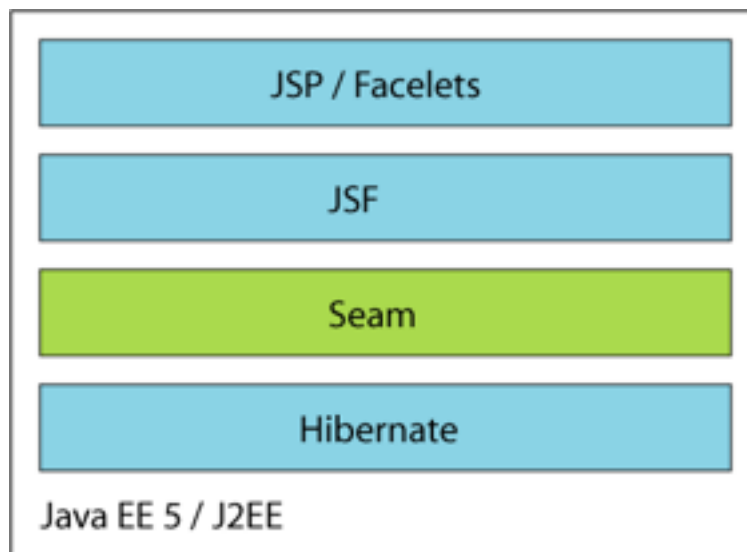 JSP / Facelets
JSF
Seam
Hibernate
Java EE 5 / J2EE